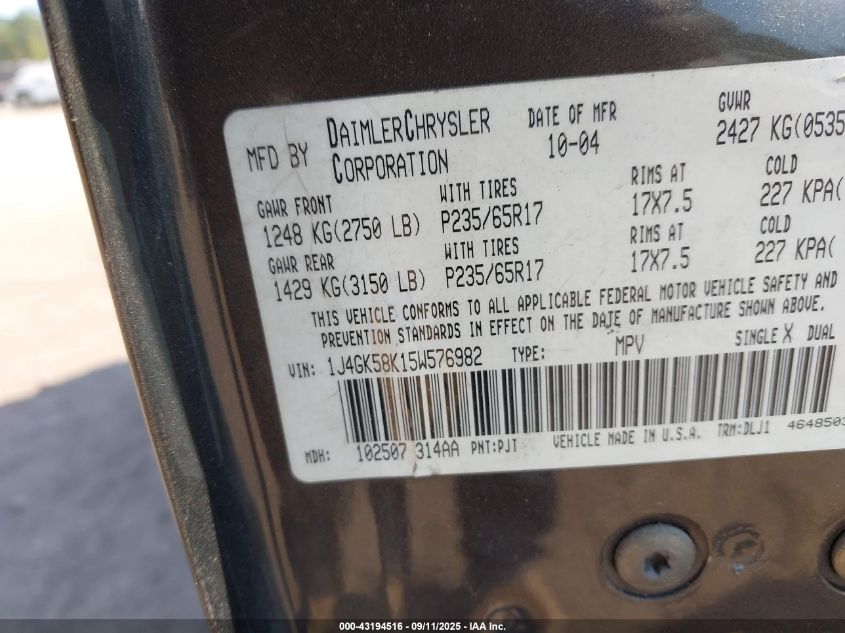 MFD BY DAIMLERCHRYSLER CORPORATION DATE OF MFR 10-04 GVWR 2427 KG(0535
GAWR FRONT WITH TIRES RIMS AT COLD
1248 KG(2750 LB) P235/65R17 17X7.5 227 KPA(
GAWR REAR WITH TIRES RIMS AT COLD
1429 KG(3150 LB) P235/65R17 17X7.5 227 KPA(
THIS VEHICLE CONFORMS TO ALL APPLICABLE FEDERAL MOTOR VEHICLE SAFETY AND
PREVENTION STANDARDS IN EFFECT ON THE DATE OF MANUFACTURE SHOWN ABOVE.
VIN: 1J4GK58K15W576982 TYPE: MPV SINGLE X DUAL
MDH: 102507 314AA PNT:PJT VEHICLE MADE IN U.S.A. TRM:DLJ1 4648503
000-43194516 - 09/11/2025 - IAA Inc.